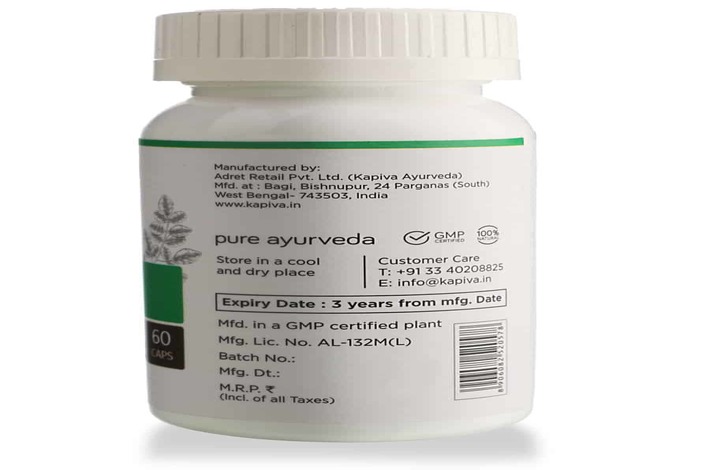 Manufactured by:
Adret Retail Pvt. Ltd. (Kapiva Ayurveda)
Mfd. at : Bagi, Bishnupur, 24 Parganas (South)
West Bengal- 743503, India
www.kapiva.in
pure ayurveda
GMP
CERTIFIED
100%
NATURAL
Store in a cool
and dry place
Customer Care
T: +91 33 40208825
E: info@kapiva.in
Expiry Date : 3 years from mfg. Date
60
CAPS
Mfd. in a GMP certified plant
Mfg. Lic. No. AL-132M(L)
Batch No.:
Mfg. Dt.:
M.R.P. ₹
(Incl. of all Taxes)